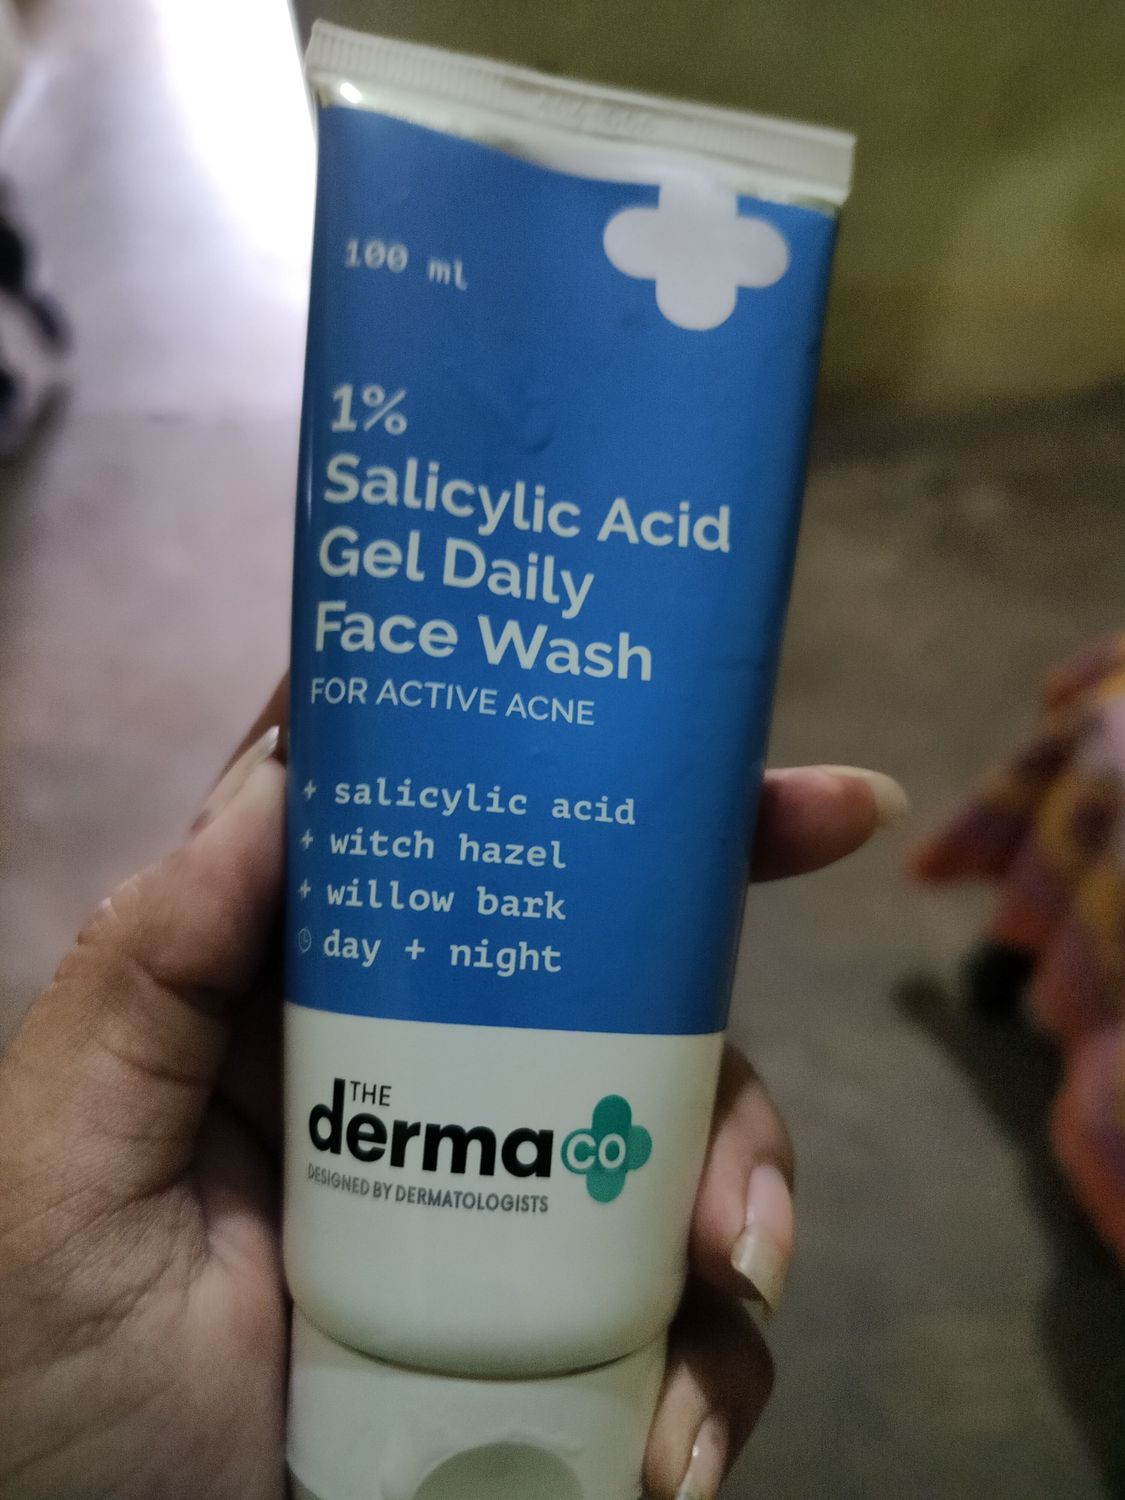 100 ml
1%
Salicylic Acid
Gel Daily
Face Wash
FOR ACTIVE ACNE
+ salicylic acid
+ witch hazel
+ willow bark
day + night
THE
derma co
DESIGNED BY DERMATOLOGISTS